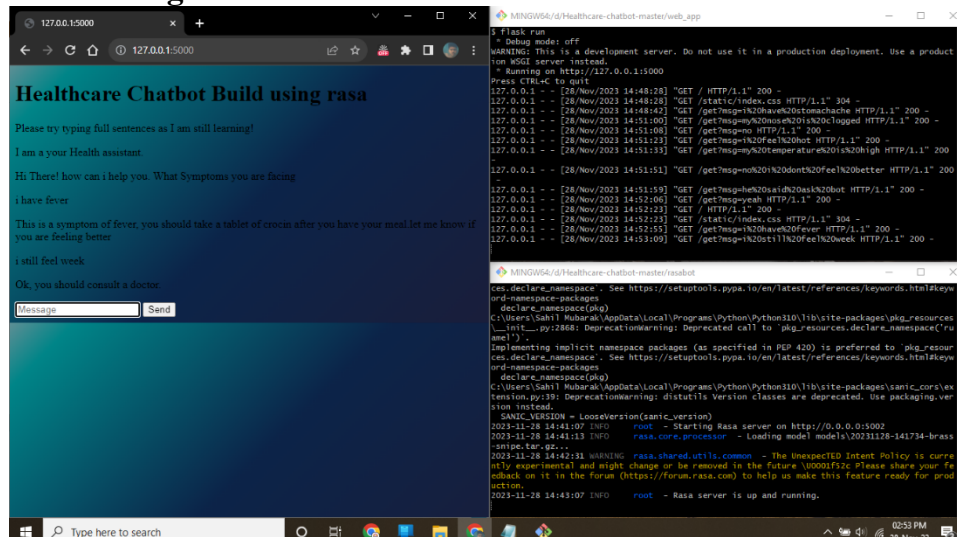 127.0.0.1:5000
127.0.0.1:5000
OFF
Healthcare Chatbot Build using rasa
Please try typing full sentences as I am still learning!
I am a your Health assistant.
Hi There! how can i help you. What Symptoms you are facing
i have fever
This is a symptom of fever, you should take a tablet of crocin after you have your meal.let me know if
you are feeling better
i still feel week
Ok, you should consult a doctor.
Message
Send
MINGW64:/d/Healthcare-chatbot-master/web_app
$ flask run
* Debug mode: off
WARNING: This is a development server. Do not use it in a production deployment. Use a product
ion WSGI server instead.
* Running on http://127.0.0.1:5000
Press CTRL+C to quit
127.0.0.1 - - [28/Nov/2023 14:48:28] "GET / HTTP/1.1" 200 -
127.0.0.1 - - [28/Nov/2023 14:48:28] "GET /static/index.css HTTP/1.1" 304 -
127.0.0.1 - - [28/Nov/2023 14:48:42] "GET /get?msg=i%20have%20stomachache HTTP/1.1" 200 -
127.0.0.1 - - [28/Nov/2023 14:51:00] "GET /get?msg=my%20nose%20is%20clogged HTTP/1.1" 200 -
127.0.0.1 - - [28/Nov/2023 14:51:08] "GET /get?msg=no HTTP/1.1" 200 -
127.0.0.1 - - [28/Nov/2023 14:51:23] "GET /get?msg=i%20feel%20hot HTTP/1.1" 200 -
127.0.0.1 - - [28/Nov/2023 14:51:33] "GET /get?msg=my%20temperature%20is%20high HTTP/1.1" 200
-
127.0.0.1 - - [28/Nov/2023 14:51:51] "GET /get?msg=no%20i%20dont%20feel%20better HTTP/1.1" 200
-
127.0.0.1 - - [28/Nov/2023 14:51:59] "GET /get?msg=he%20said%20ask%20bot HTTP/1.1" 200 -
127.0.0.1 - - [28/Nov/2023 14:52:06] "GET /get?msg=yeah HTTP/1.1" 200 -
127.0.0.1 - - [28/Nov/2023 14:52:23] "GET / HTTP/1.1" 200 -
127.0.0.1 - - [28/Nov/2023 14:52:23] "GET /static/index.css HTTP/1.1" 304 -
127.0.0.1 - - [28/Nov/2023 14:52:55] "GET /get?msg=i%20have%20fever HTTP/1.1" 200 -
127.0.0.1 - - [28/Nov/2023 14:53:09] "GET /get?msg=i%20still%20feel%20week HTTP/1.1" 200 -
MINGW64:/d/Healthcare-chatbot-master/rasabot
ces.declare_namespace`. See https://setuptools.pypa.io/en/latest/references/keywords.html#keyw
ord-namespace-packages
declare_namespace(pkg)
C:\Users\Sahil Mubarak\AppData\Local\Programs\Python\Python310\lib\site-packages\pkg_resources
\__init__.py:2868: DeprecationWarning: Deprecated call to `pkg_resources.declare_namespace('ru
amel')`.
Implementing implicit namespace packages (as specified in PEP 420) is preferred to `pkg_resour
ces.declare_namespace`. See https://setuptools.pypa.io/en/latest/references/keywords.html#keyw
ord-namespace-packages
declare_namespace(pkg)
C:\Users\Sahil Mubarak\AppData\Local\Programs\Python\Python310\lib\site-packages\sanic_cors\ex
tension.py:39: DeprecationWarning: distutils Version classes are deprecated. Use packaging.ver
sion instead.
SANIC_VERSION = LooseVersion(sanic_version)
2023-11-28 14:41:07 INFO root - Starting Rasa server on http://0.0.0.0:5002
2023-11-28 14:41:13 INFO rasa.core.processor - Loading model models\20231128-141734-brass
-snipe.tar.gz...
2023-11-28 14:42:31 WARNING rasa.shared.utils.common - The UnexpecTED Intent Policy is curre
ntly experimental and might change or be removed in the future \U0001f52c Please share your fe
edback on it in the forum (https://forum.rasa.com) to help us make this feature ready for prod
uction.
2023-11-28 14:43:07 INFO root - Rasa server is up and running.
Type here to search
02:53 PM